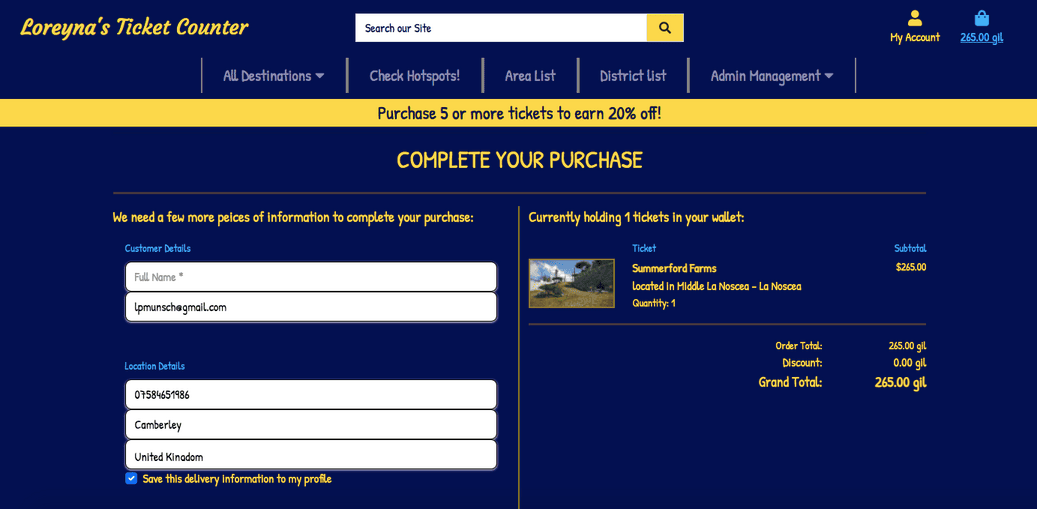 Loreyna's Ticket Counter
Search our Site
My Account
265.00 gil
All Destinations
Check Hotspots!
Area List
District list
Admin Management
Purchase 5 or more tickets to earn 20% off!
COMPLETE YOUR PURCHASE
We need a few more peices of information to complete your purchase:
Customer Details
Full Name *
lpmunsch@gmail.com
Location Details
07584651986
Camberley
United Kingdom
Save this delivery information to my profile
Currently holding 1 tickets in your wallet:
Ticket Subtotal
Summerford Farms $265.00
located in Middle La Noscea - La Noscea
Quantity: 1
Order Total: 265.00 gil
Discount: 0.00 gil
Grand Total: 265.00 gil